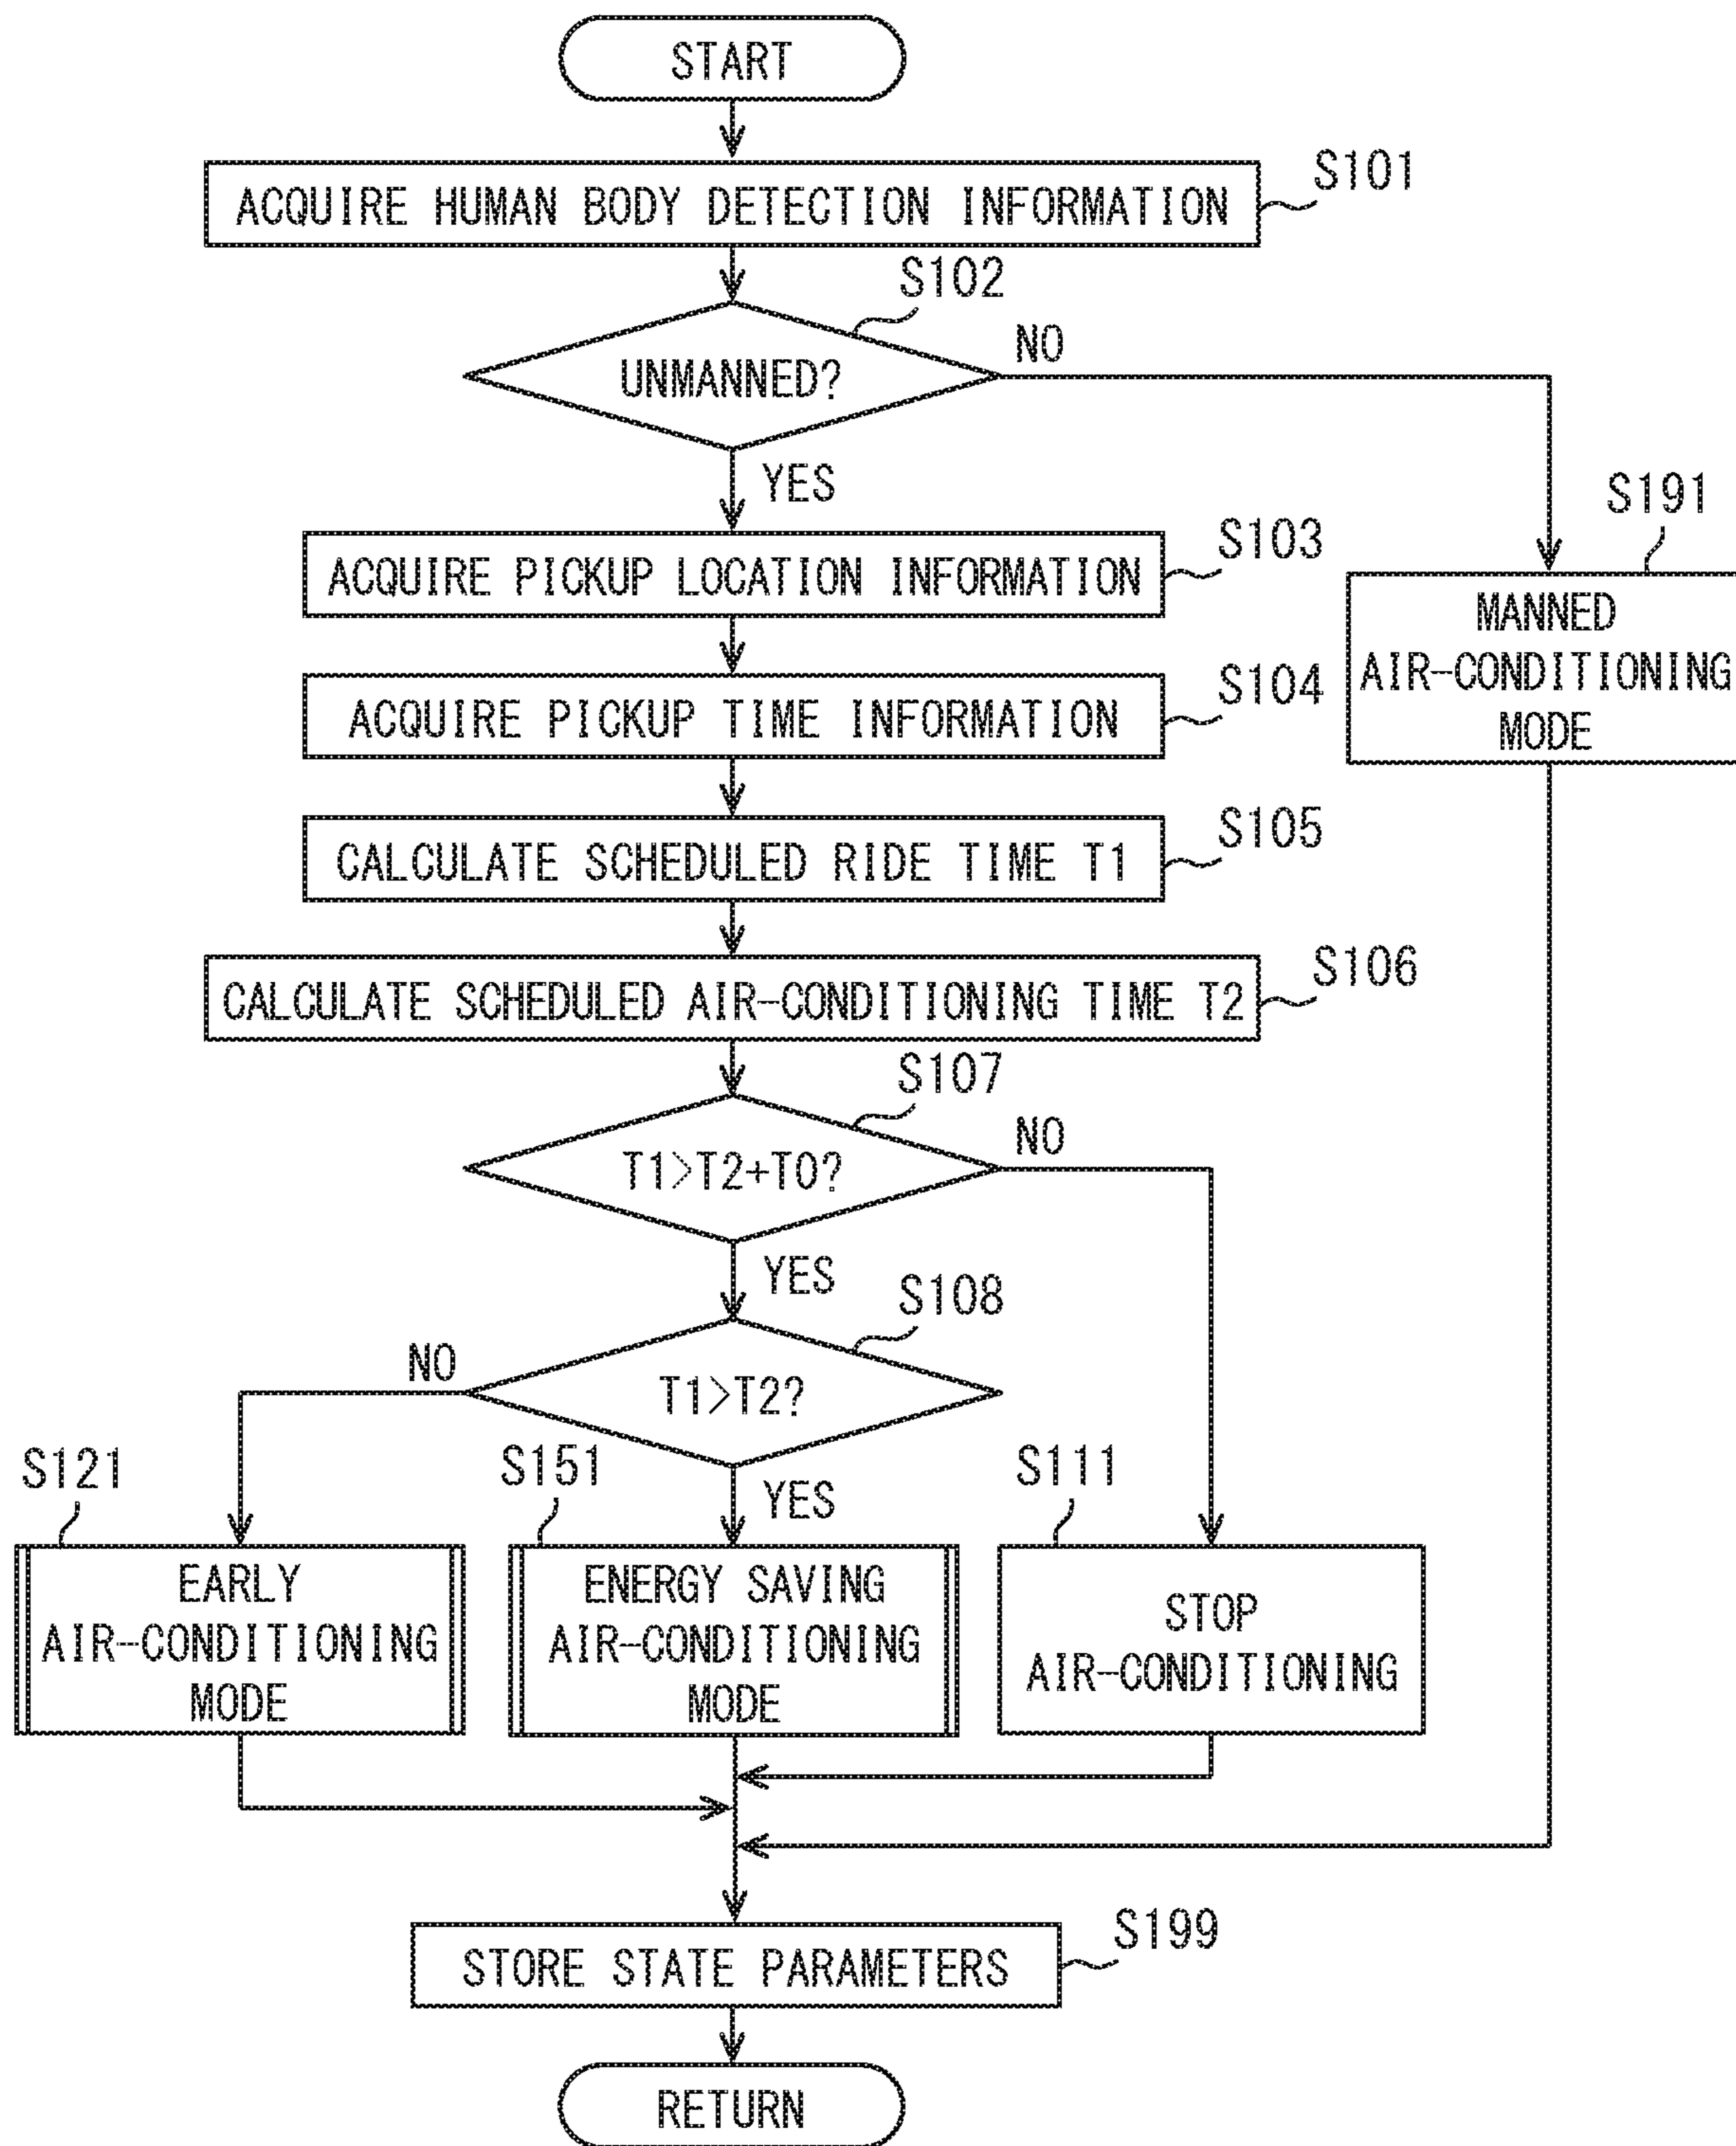 START
S101
ACQUIRE HUMAN BODY DETECTION INFORMATION
S102
UNMANNED?
NO
YES
S103
ACQUIRE PICKUP LOCATION INFORMATION
S191
MANNED
AIR-CONDITIONING
MODE
S104
ACQUIRE PICKUP TIME INFORMATION
S105
CALCULATE SCHEDULED RIDE TIME T1
S106
CALCULATE SCHEDULED AIR-CONDITIONING TIME T2
S107
T1>T2+T0?
NO
YES
S108
T1>T2?
NO
YES
S121
EARLY
AIR-CONDITIONING
MODE
S151
ENERGY SAVING
AIR-CONDITIONING
MODE
S111
STOP
AIR-CONDITIONING
S199
STORE STATE PARAMETERS
RETURN